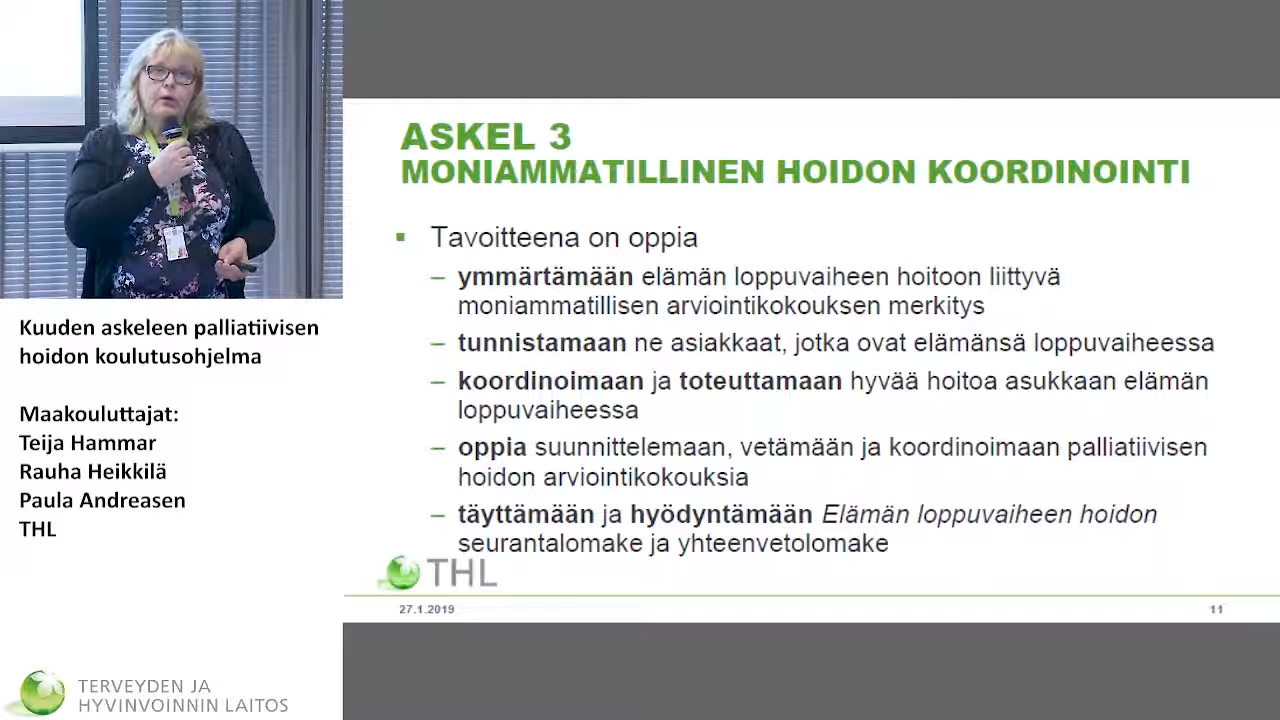 Kuuden askeleen palliatiivisen
hoidon koulutusohjelma
Maakouluttajat:
Teija Hammar
Rauha Heikkilä
Paula Andreasen
THL
TERVEYDEN JA
HYVINVOINNIN LAITOS
ASKEL 3
MONIAMMATILLINEN HOIDON KOORDINOINTI
▪ Tavoitteena on oppia
– ymmärtämään elämän loppuvaiheen hoitoon liittyvä
moniammatillisen arviointikokouksen merkitys
– tunnistamaan ne asiakkaat, jotka ovat elämänsä loppuvaiheessa
– koordinoimaan ja toteuttamaan hyvää hoitoa asukkaan elämän
loppuvaiheessa
– oppia suunnittelemaan, vetämään ja koordinoimaan palliatiivisen
hoidon arviointikokouksia
– täyttämään ja hyödyntämään Elämän loppuvaiheen hoidon
seurantalomake ja yhteenvetolomake
THL
27.1.2019
11